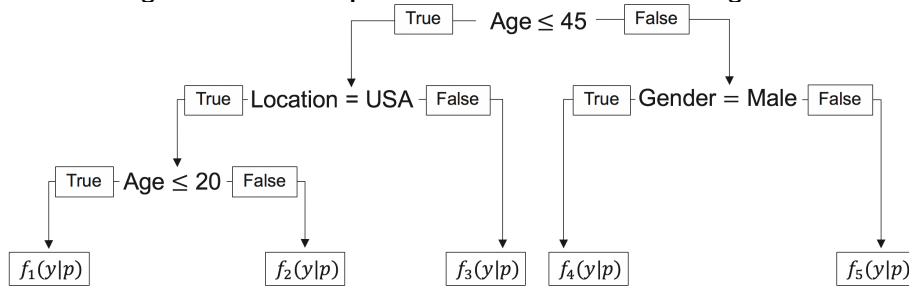 True Age ≤ 45 False
True Location = USA False True Gender = Male False
True Age ≤ 20 False
f₁(y|p) f₂(y|p) f₃(y|p) f₄(y|p) f₅(y|p)